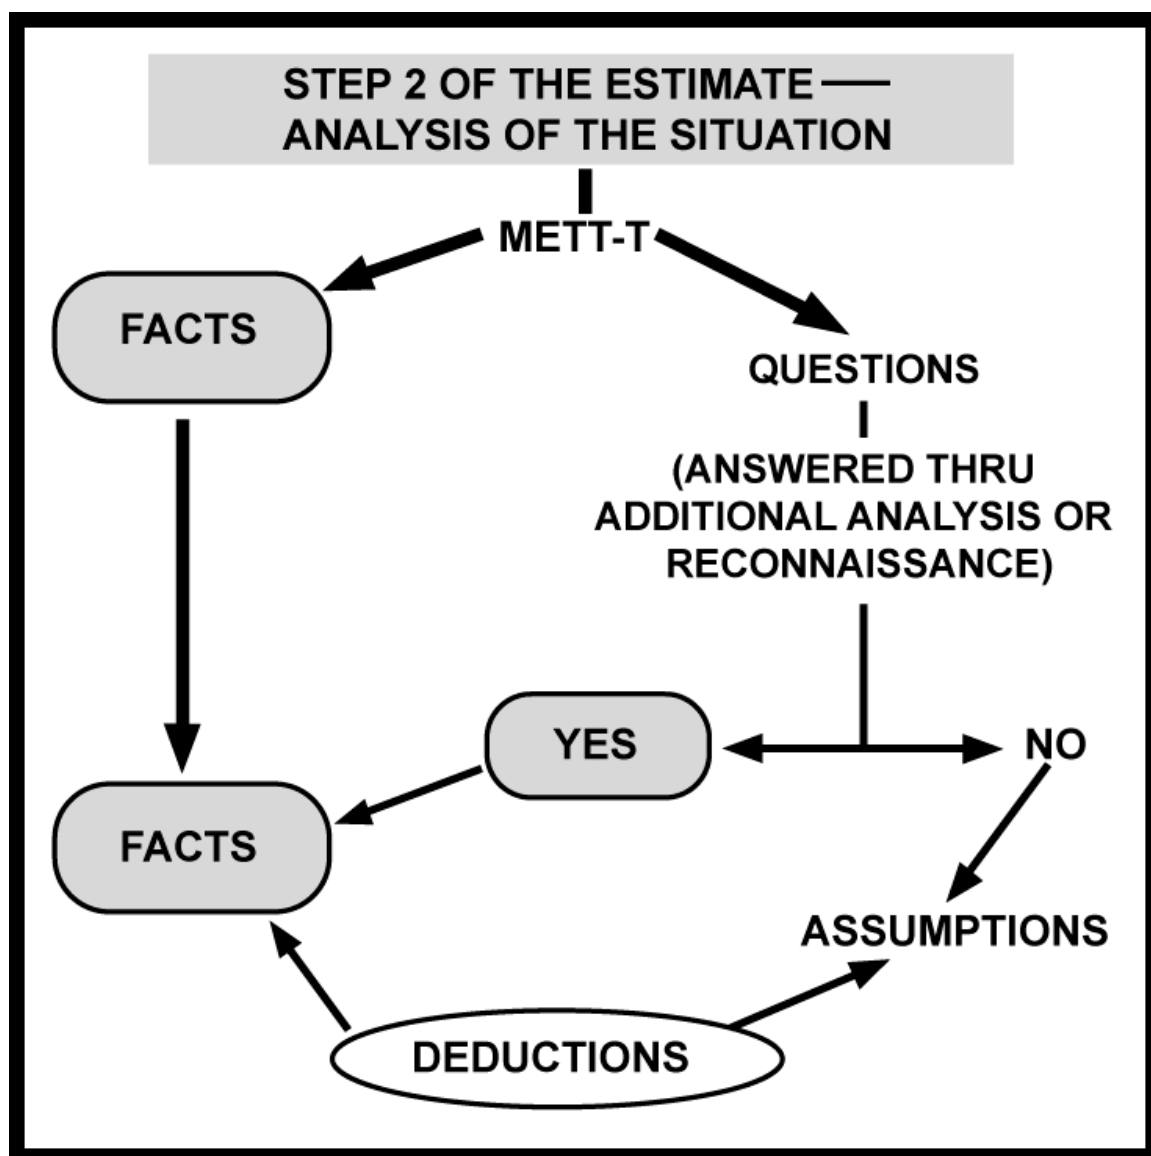 STEP 2 OF THE ESTIMATE —
ANALYSIS OF THE SITUATION
METT-T
FACTS
QUESTIONS
(ANSWERED THRU
ADDITIONAL ANALYSIS OR
RECONNAISSANCE)
YES
NO
FACTS
ASSUMPTIONS
DEDUCTIONS